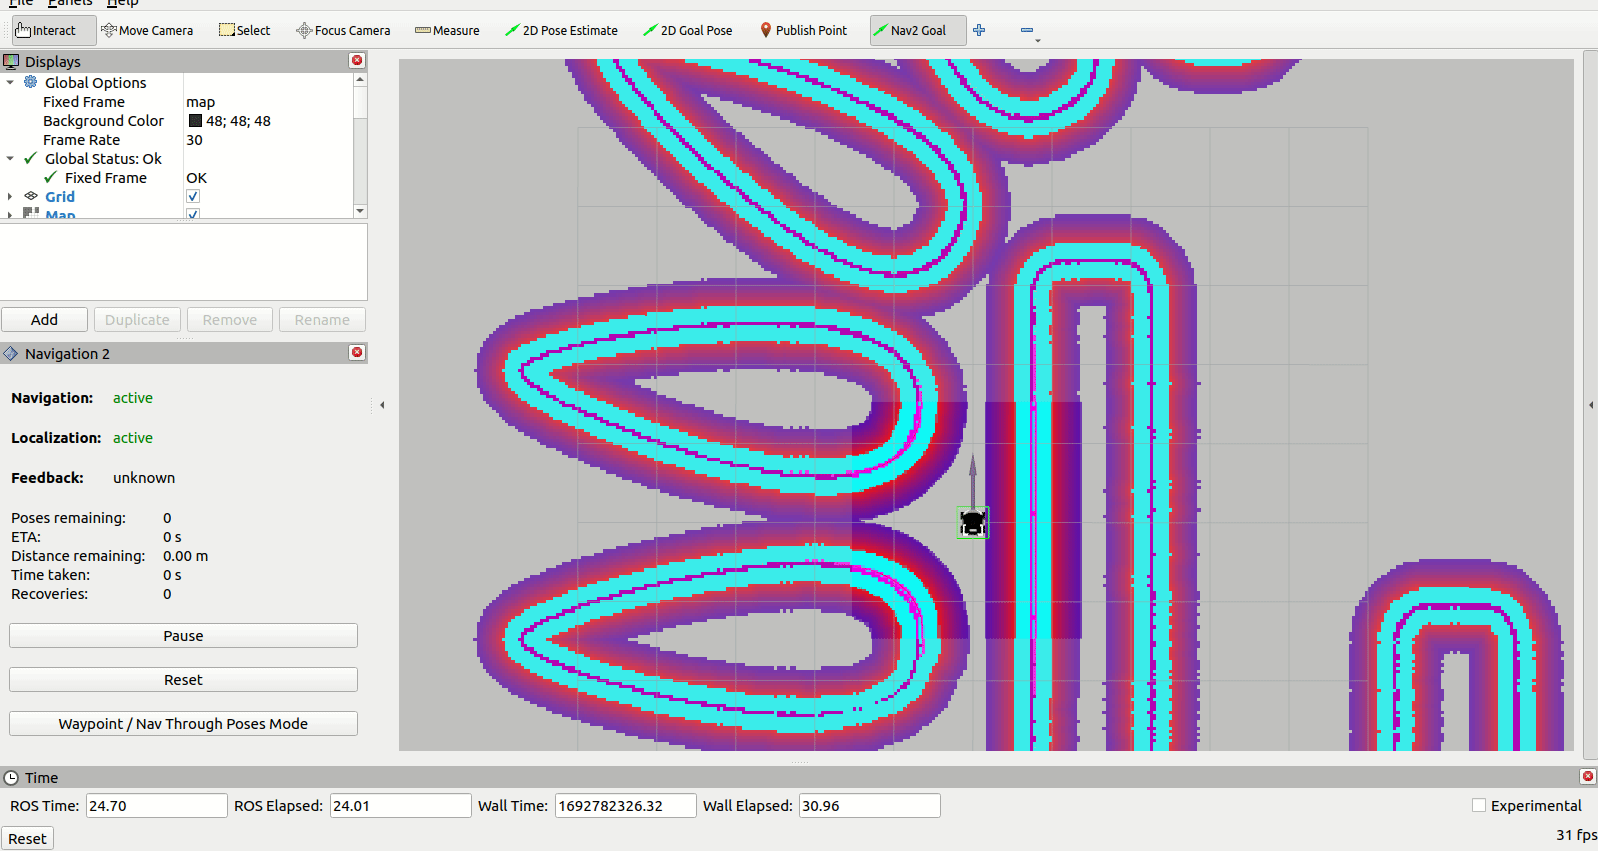 File Panels Help
Interact Move Camera Select Focus Camera Measure 2D Pose Estimate 2D Goal Pose Publish Point Nav2 Goal
Displays
Global Options
Fixed Frame map
Background Color 48; 48; 48
Frame Rate 30
Global Status: Ok
Fixed Frame OK
Grid
Map
Add Duplicate Remove Rename
Navigation 2
Navigation: active
Localization: active
Feedback: unknown
Poses remaining: 0
ETA: 0 s
Distance remaining: 0.00 m
Time taken: 0 s
Recoveries: 0
Pause
Reset
Waypoint / Nav Through Poses Mode
Time
ROS Time: 24.70 ROS Elapsed: 24.01 Wall Time: 1692782326.32 Wall Elapsed: 30.96 Experimental
Reset 31 fps